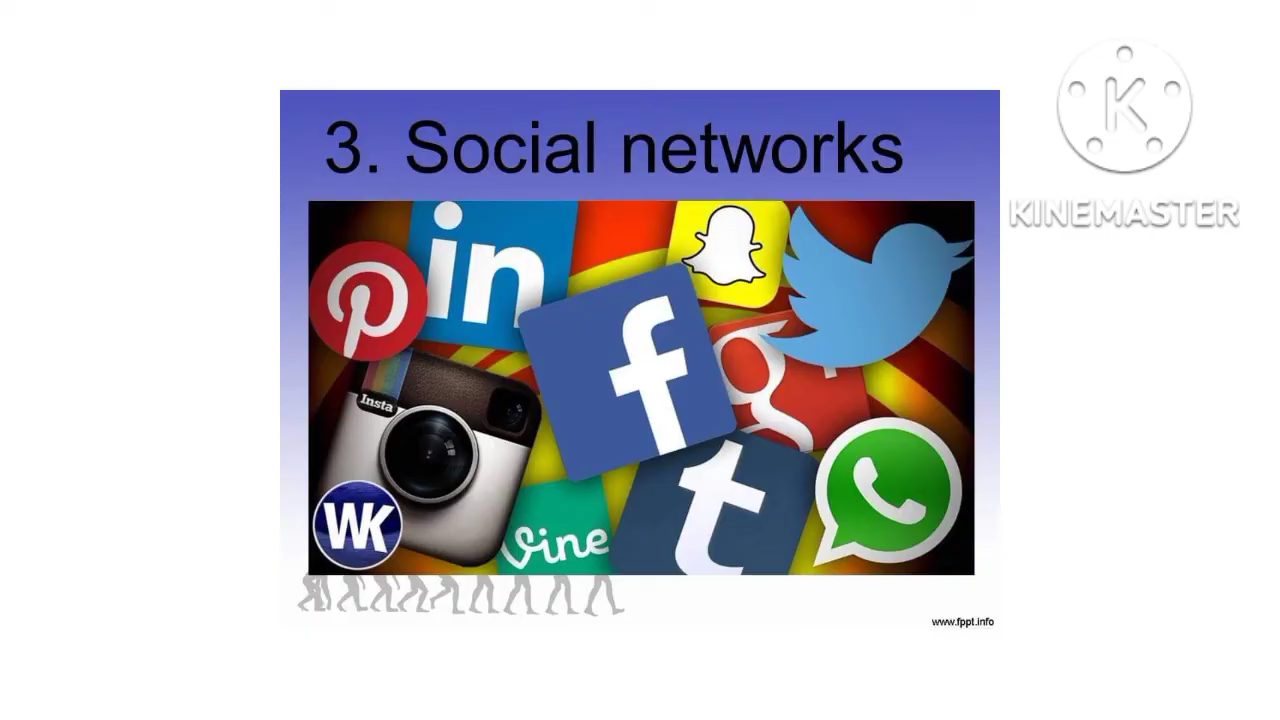 3. Social networks
KINEMASTER
in
f
Insta
t
WK
vine
www.fppt.info